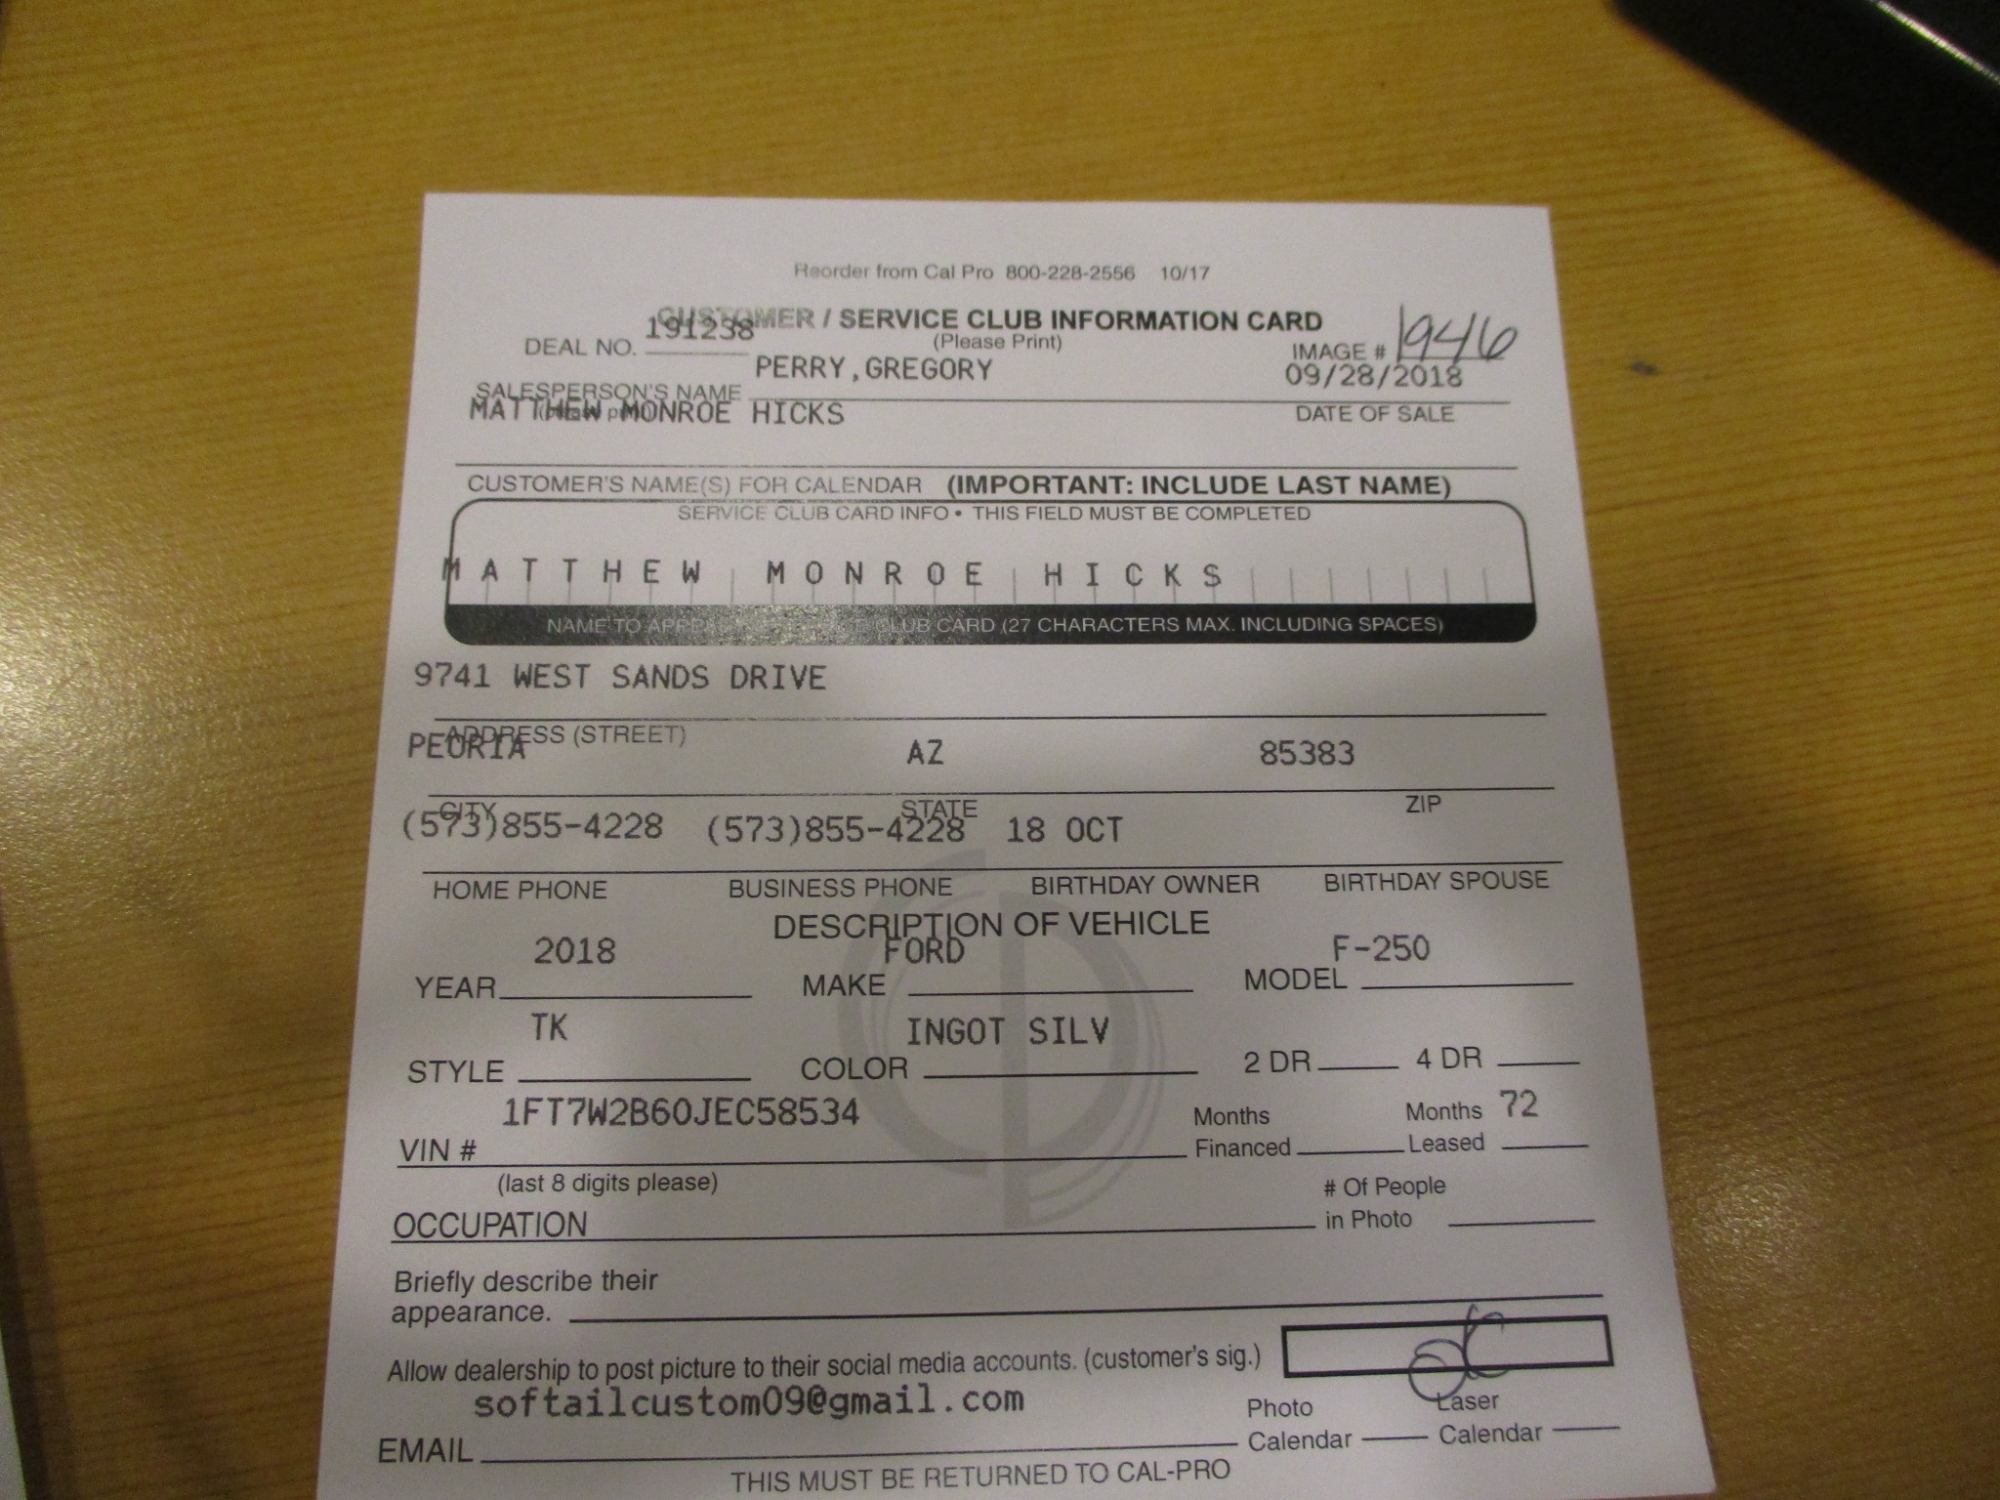 Reorder from Cal Pro 800-228-2556 10/17
CUSTOMER / SERVICE CLUB INFORMATION CARD
(Please Print)
DEAL NO. 191238
IMAGE # 1946
PERRY,GREGORY 09/28/2018
SALESPERSON'S NAME
(please print)
DATE OF SALE
MATTHEW MONROE HICKS
CUSTOMER'S NAME(S) FOR CALENDAR (IMPORTANT: INCLUDE LAST NAME)
SERVICE CLUB CARD INFO • THIS FIELD MUST BE COMPLETED
MATTHEW MONROE HICKS
NAME TO APPEAR CLUB CARD (27 CHARACTERS MAX. INCLUDING SPACES)
9741 WEST SANDS DRIVE
ADDRESS (STREET)
PEORIA AZ 85383
CITY STATE ZIP
(573)855-4228 (573)855-4228 18 OCT
HOME PHONE BUSINESS PHONE BIRTHDAY OWNER BIRTHDAY SPOUSE
DESCRIPTION OF VEHICLE
2018 FORD F-250
YEAR MAKE MODEL
TK INGOT SILV
STYLE COLOR 2 DR 4 DR
1FT7W2B60JEC58534 Months Months 72
VIN # Financed Leased
(last 8 digits please) # Of People
OCCUPATION in Photo
Briefly describe their
appearance.
Allow dealership to post picture to their social media accounts. (customer's sig.)
softailcustom09@gmail.com Photo Laser
EMAIL Calendar Calendar
THIS MUST BE RETURNED TO CAL-PRO